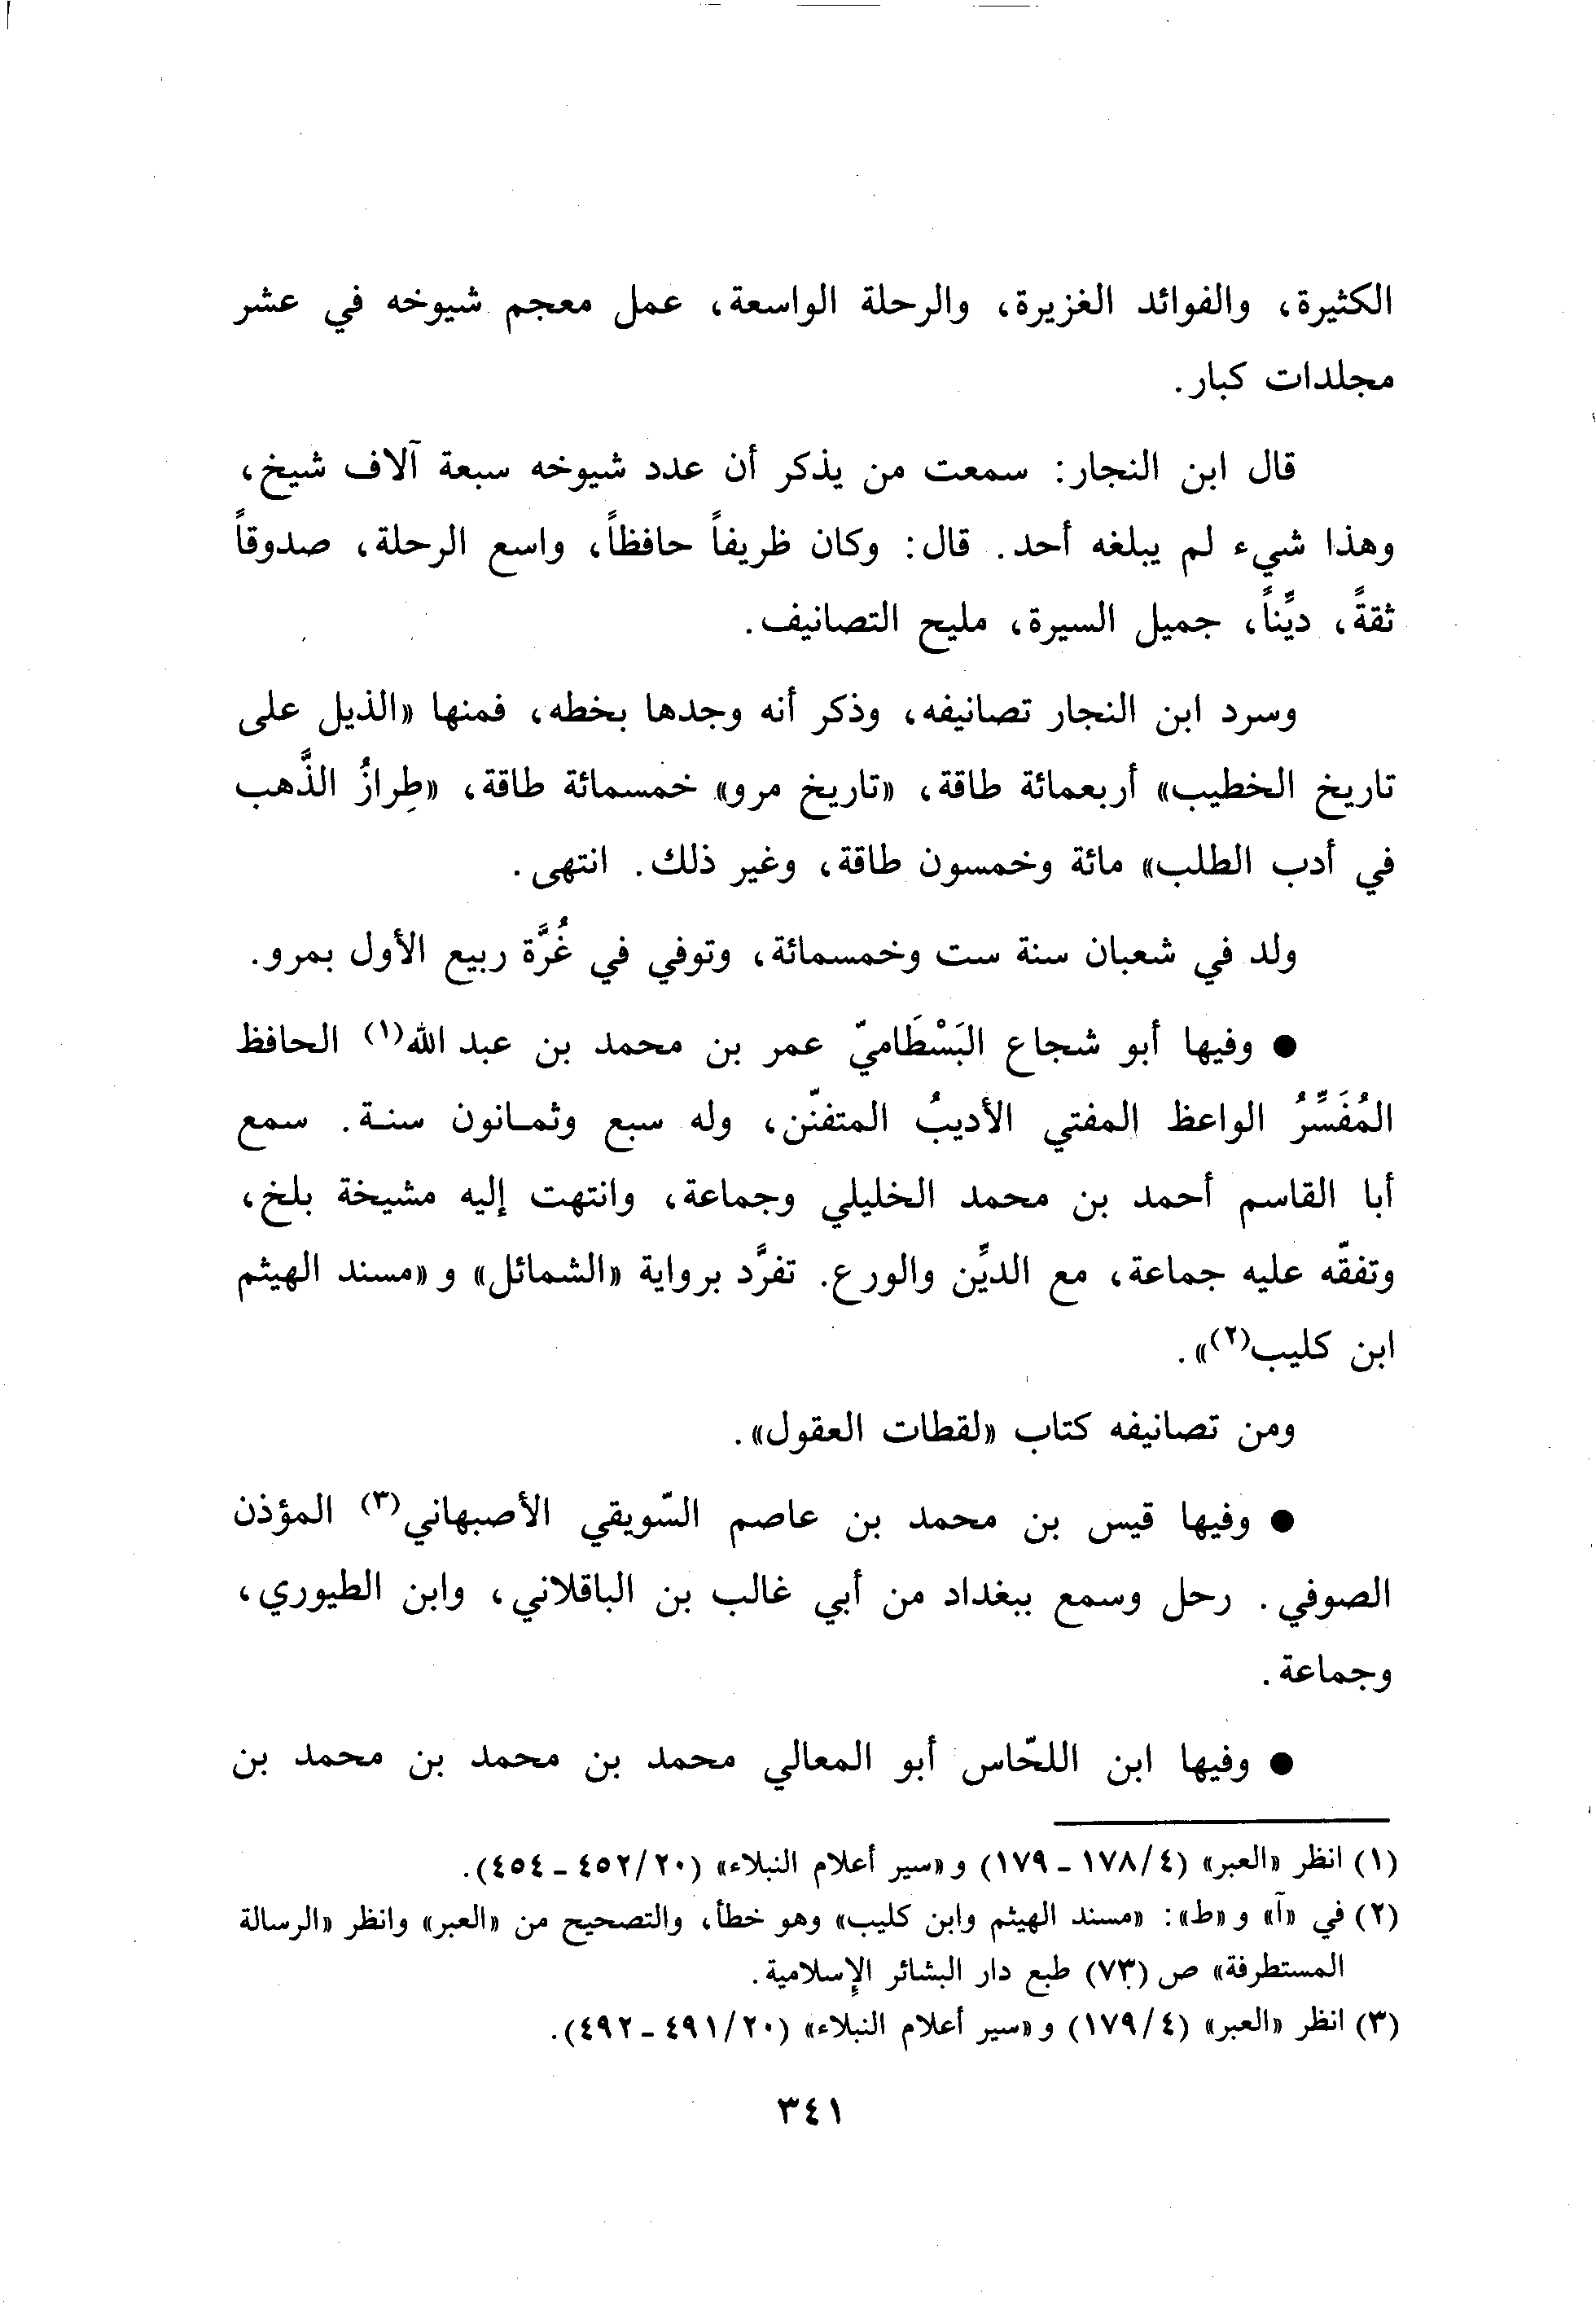 الكثيرة، والفوائد الغزيرة، والرحلة الواسعة، عمل معجم شيوخه في عشر
مجلدات كبار.
قال ابن النجار: سمعت من يذكر أن عدد شيوخه سبعة آلاف شيخ،
وهذا شيء لم يبلغه أحد. قال: وكان ظريفاً حافظاً، واسع الرحلة، صدوقاً
ثقةً، ديِّناً، جميل السيرة، مليح التصانيف.
وسرد ابن النجار تصانيفه، وذكر أنه وجدها بخطه، فمنها «الذيل على
تاريخ الخطيب» أربعمائة طاقة، «تاريخ مرو» خمسمائة طاقة، «طِرازُ الذَّهب
في أدب الطلب» مائة وخمسون طاقة، وغير ذلك. انتهى.
ولد في شعبان سنة ست وخمسمائة، وتوفي في غُرَّة ربيع الأول بمرو.
● وفيها أبو شجاع البَسْطَاميّ عمر بن محمد بن عبد الله(١) الحافظ
المُفَسِّرُ الواعظ المفتي الأديبُ المتفنّن، وله سبع وثمـانون سنـة. سمع
أبا القاسم أحمد بن محمد الخليلي وجماعة، وانتهت إليه مشيخة بلخ،
وتفقّه عليه جماعة، مع الديِّن والورع. تفرَّد برواية «الشمائل» و «مسند الهيثم
ابن كليب(٢)».
ومن تصانيفه كتاب «لقطات العقول».
● وفيها قيس بن محمد بن عاصم السّويقي الأصبهاني(٣) المؤذن
الصوفي. رحل وسمع ببغداد من أبي غالب بن الباقلاني، وابن الطيوري،
وجماعة.
● وفيها ابن اللحّاس أبو المعالي محمد بن محمد بن محمد بن
(١) انظر «العبر» (٤/ ١٧٨ ـ ١٧٩) و «سير أعلام النبلاء» (٢٠/ ٤٥٢ ـ ٤٥٤).
(٢) في «آ» و «ط»: «مسند الهيثم وابن كليب» وهو خطأ، والتصحيح من «العبر» وانظر «الرسالة
المستطرفة» ص (٧٣) طبع دار البشائر الإسلامية.
(٣) انظر «العبر» (٤/ ١٧٩) و «سير أعلام النبلاء» (٢٠/ ٤٩١ ـ ٤٩٢).
٣٤١